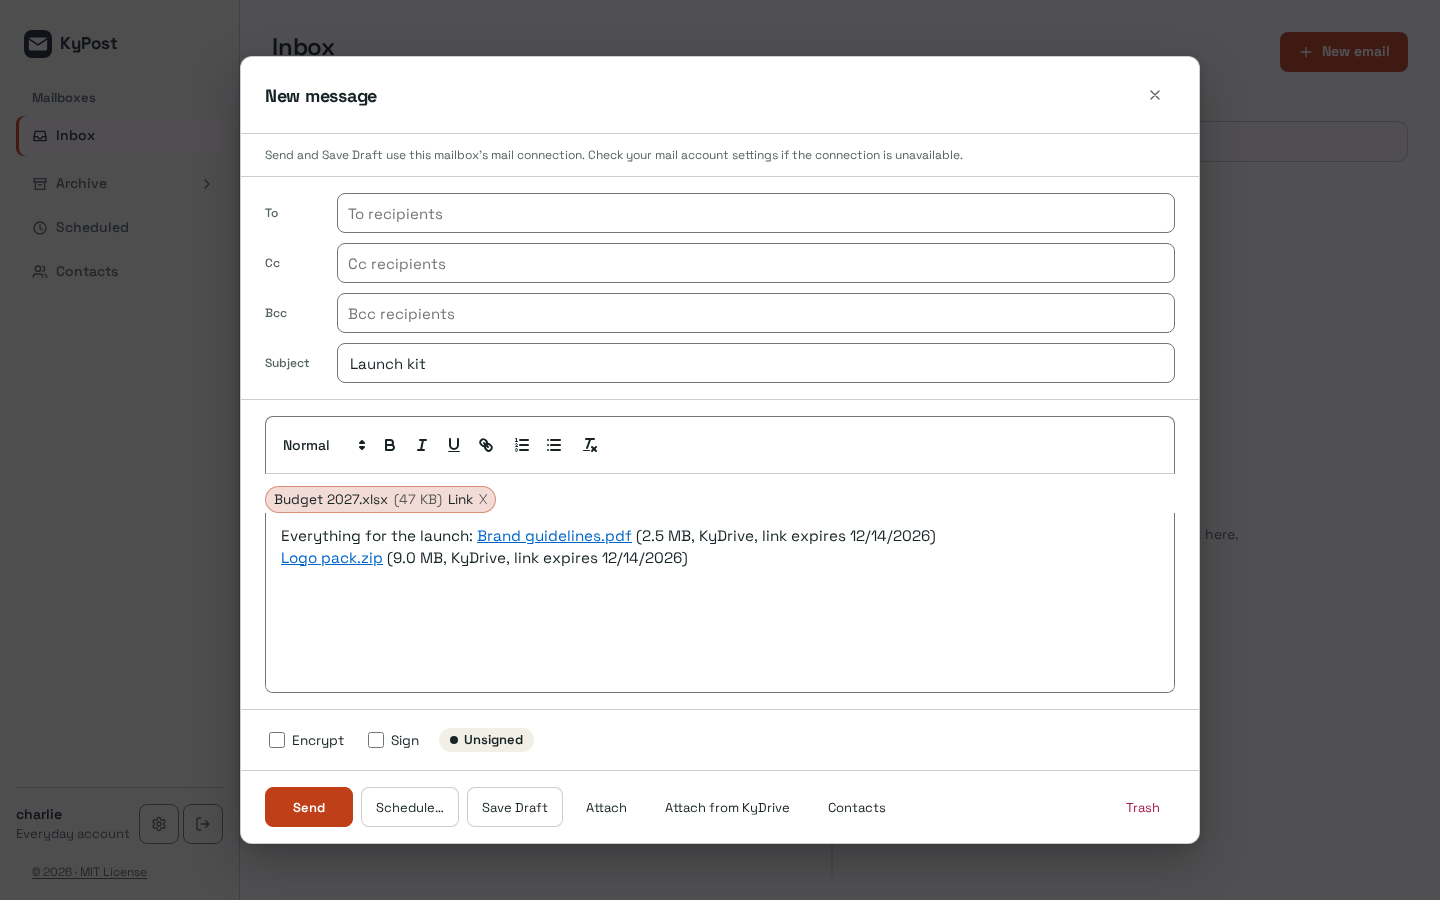 KyPost
Inbox
New email
Mailboxes
Inbox
Archive
Scheduled
Contacts
New message
Send and Save Draft use this mailbox's mail connection. Check your mail account settings if the connection is unavailable.
To
To recipients
Cc
Cc recipients
Bcc
Bcc recipients
Subject
Launch kit
Normal
Budget 2027.xlsx (47 KB) Link X
Everything for the launch: Brand guidelines.pdf (2.5 MB, KyDrive, link expires 12/14/2026)
Logo pack.zip (9.0 MB, KyDrive, link expires 12/14/2026)
here.
Encrypt
Sign
Unsigned
Send
Schedule...
Save Draft
Attach
Attach from KyDrive
Contacts
Trash
charlie
Everyday account
© 2026 · MIT License